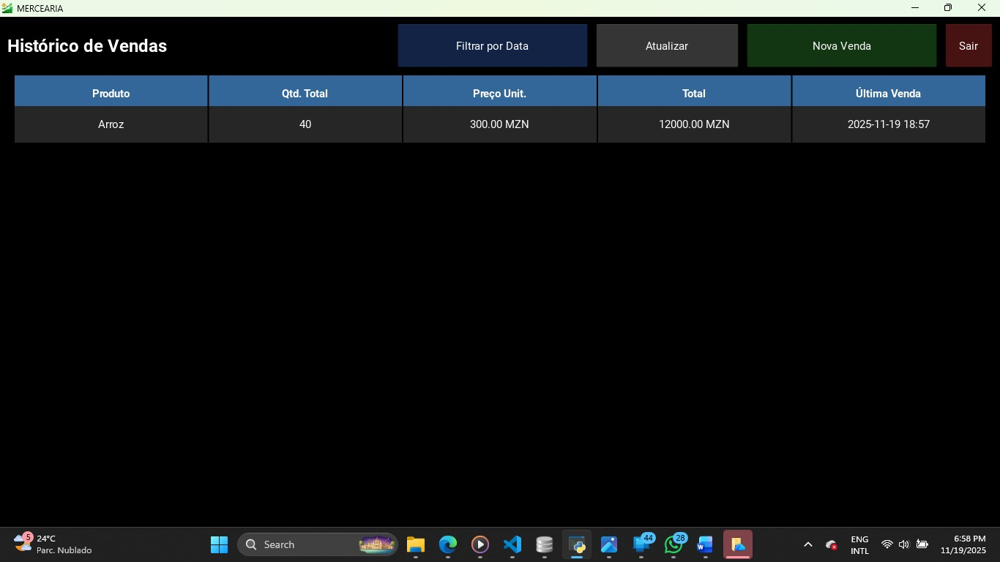 MERCEARIA
Histórico de Vendas
Filtrar por Data
Atualizar
Nova Venda
Sair
Produto
Qtd. Total
Preço Unit.
Total
Última Venda
Arroz
40
300.00 MZN
12000.00 MZN
2025-11-19 18:57
5
24°C
Parc. Nublado
Search
44
28
ENG
INTL
6:58 PM
11/19/2025